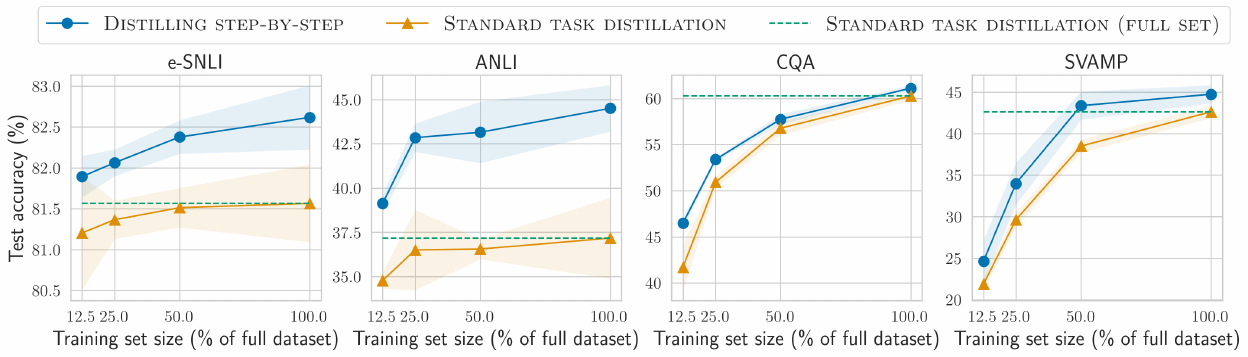 DISTILLING STEP-BY-STEP STANDARD TASK DISTILLATION STANDARD TASK DISTILLATION (FULL SET)
e-SNLI
Test accuracy (%)
83.0
82.5
82.0
81.5
81.0
80.5
12.5 25.0 50.0 100.0
Training set size (% of full dataset)
ANLI
45.0
42.5
40.0
37.5
35.0
12.5 25.0 50.0 100.0
Training set size (% of full dataset)
CQA
60
55
50
45
40
12.5 25.0 50.0 100.0
Training set size (% of full dataset)
SVAMP
45
40
35
30
25
20
12.5 25.0 50.0 100.0
Training set size (% of full dataset)